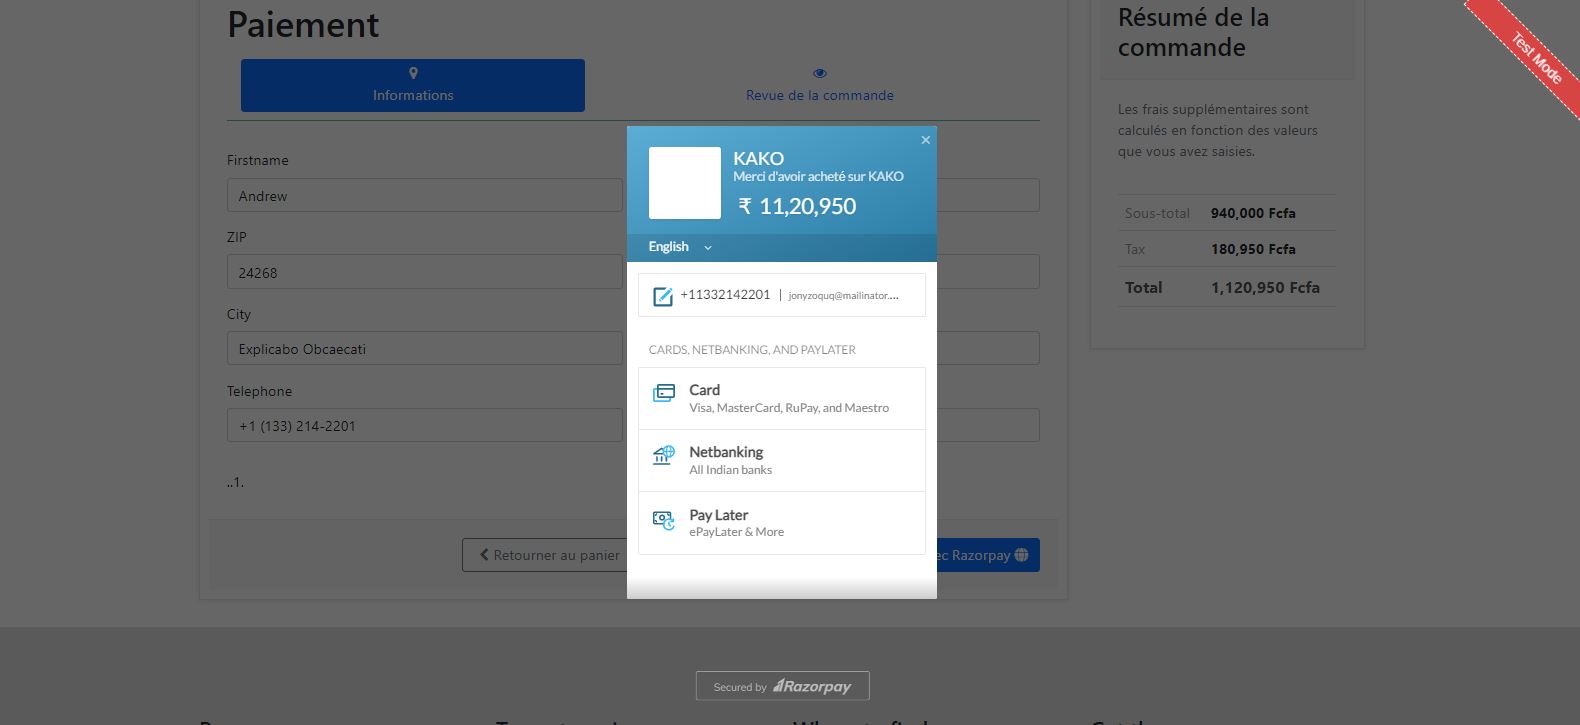 Paiement
Informations
Revue de la commande
Firstname
Andrew
ZIP
24268
City
Explicabo Obcaecati
Telephone
+1 (133) 214-2201
..1.
Retourner au panier
ec Razorpay
KAKO
Merci d'avoir acheté sur KAKO
₹ 11,20,950
English
+11332142201 | jonyzoquq@mailinator....
CARDS, NETBANKING, AND PAYLATER
Card
Visa, MasterCard, RuPay, and Maestro
Netbanking
All Indian banks
Pay Later
ePayLater & More
Résumé de la
commande
Les frais supplémentaires sont
calculés en fonction des valeurs
que vous avez saisies.
Sous-total 940,000 Fcfa
Tax 180,950 Fcfa
Total 1,120,950 Fcfa
Test Mode
Secured by Razorpay